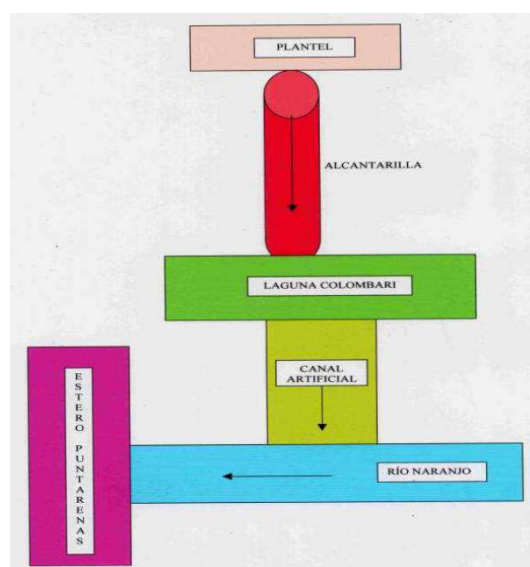 PLANTEL
ALCANTARILLA
LAGUNA COLOMBARI
CANAL
ARTIFICIAL
RÍO NARANJO
ESTERO PUNTARENAS